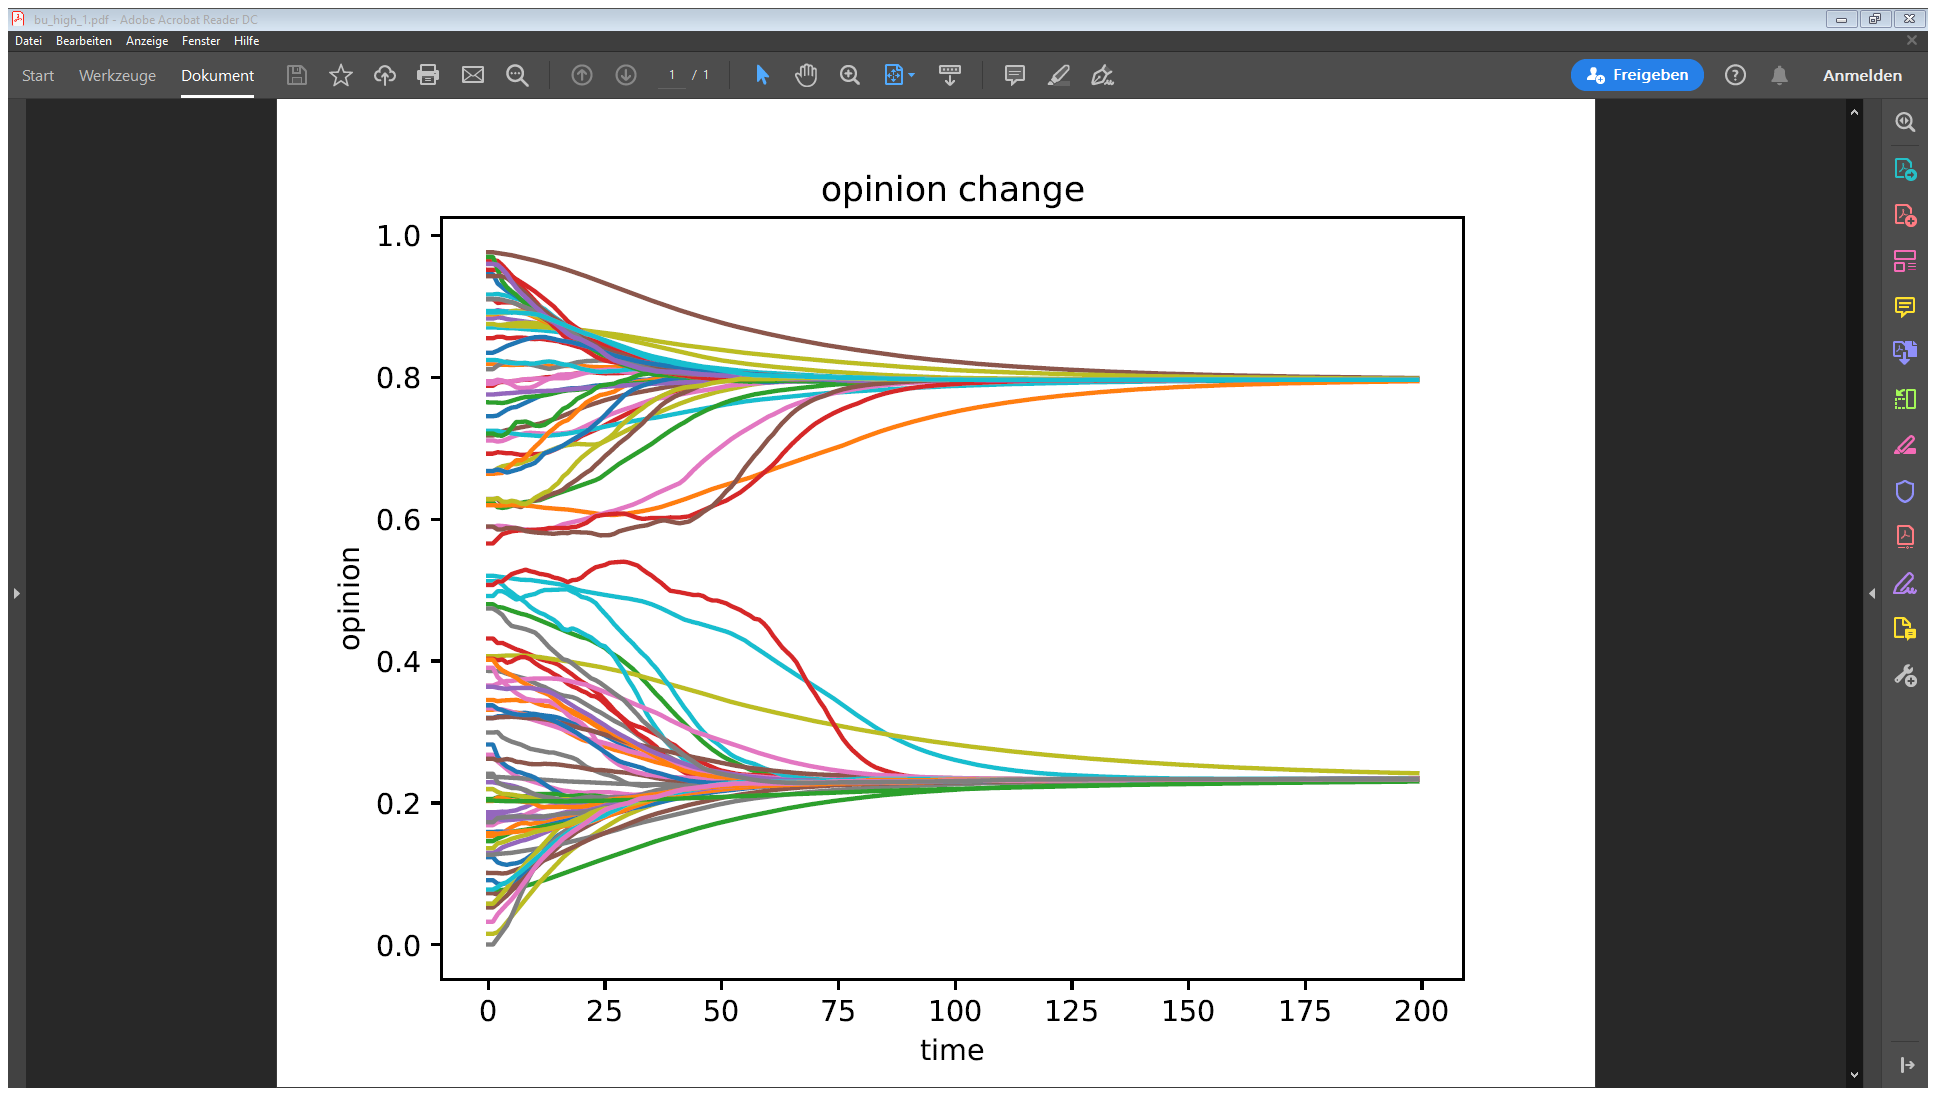 bu_high_1.pdf - Adobe Acrobat Reader DC
Datei Bearbeiten Anzeige Fenster Hilfe
Start Werkzeuge Dokument 1 / 1 Freigeben Anmelden
opinion change
1.0
0.8
0.6
0.4
0.2
0.0
opinion
0 25 50 75 100 125 150 175 200
time